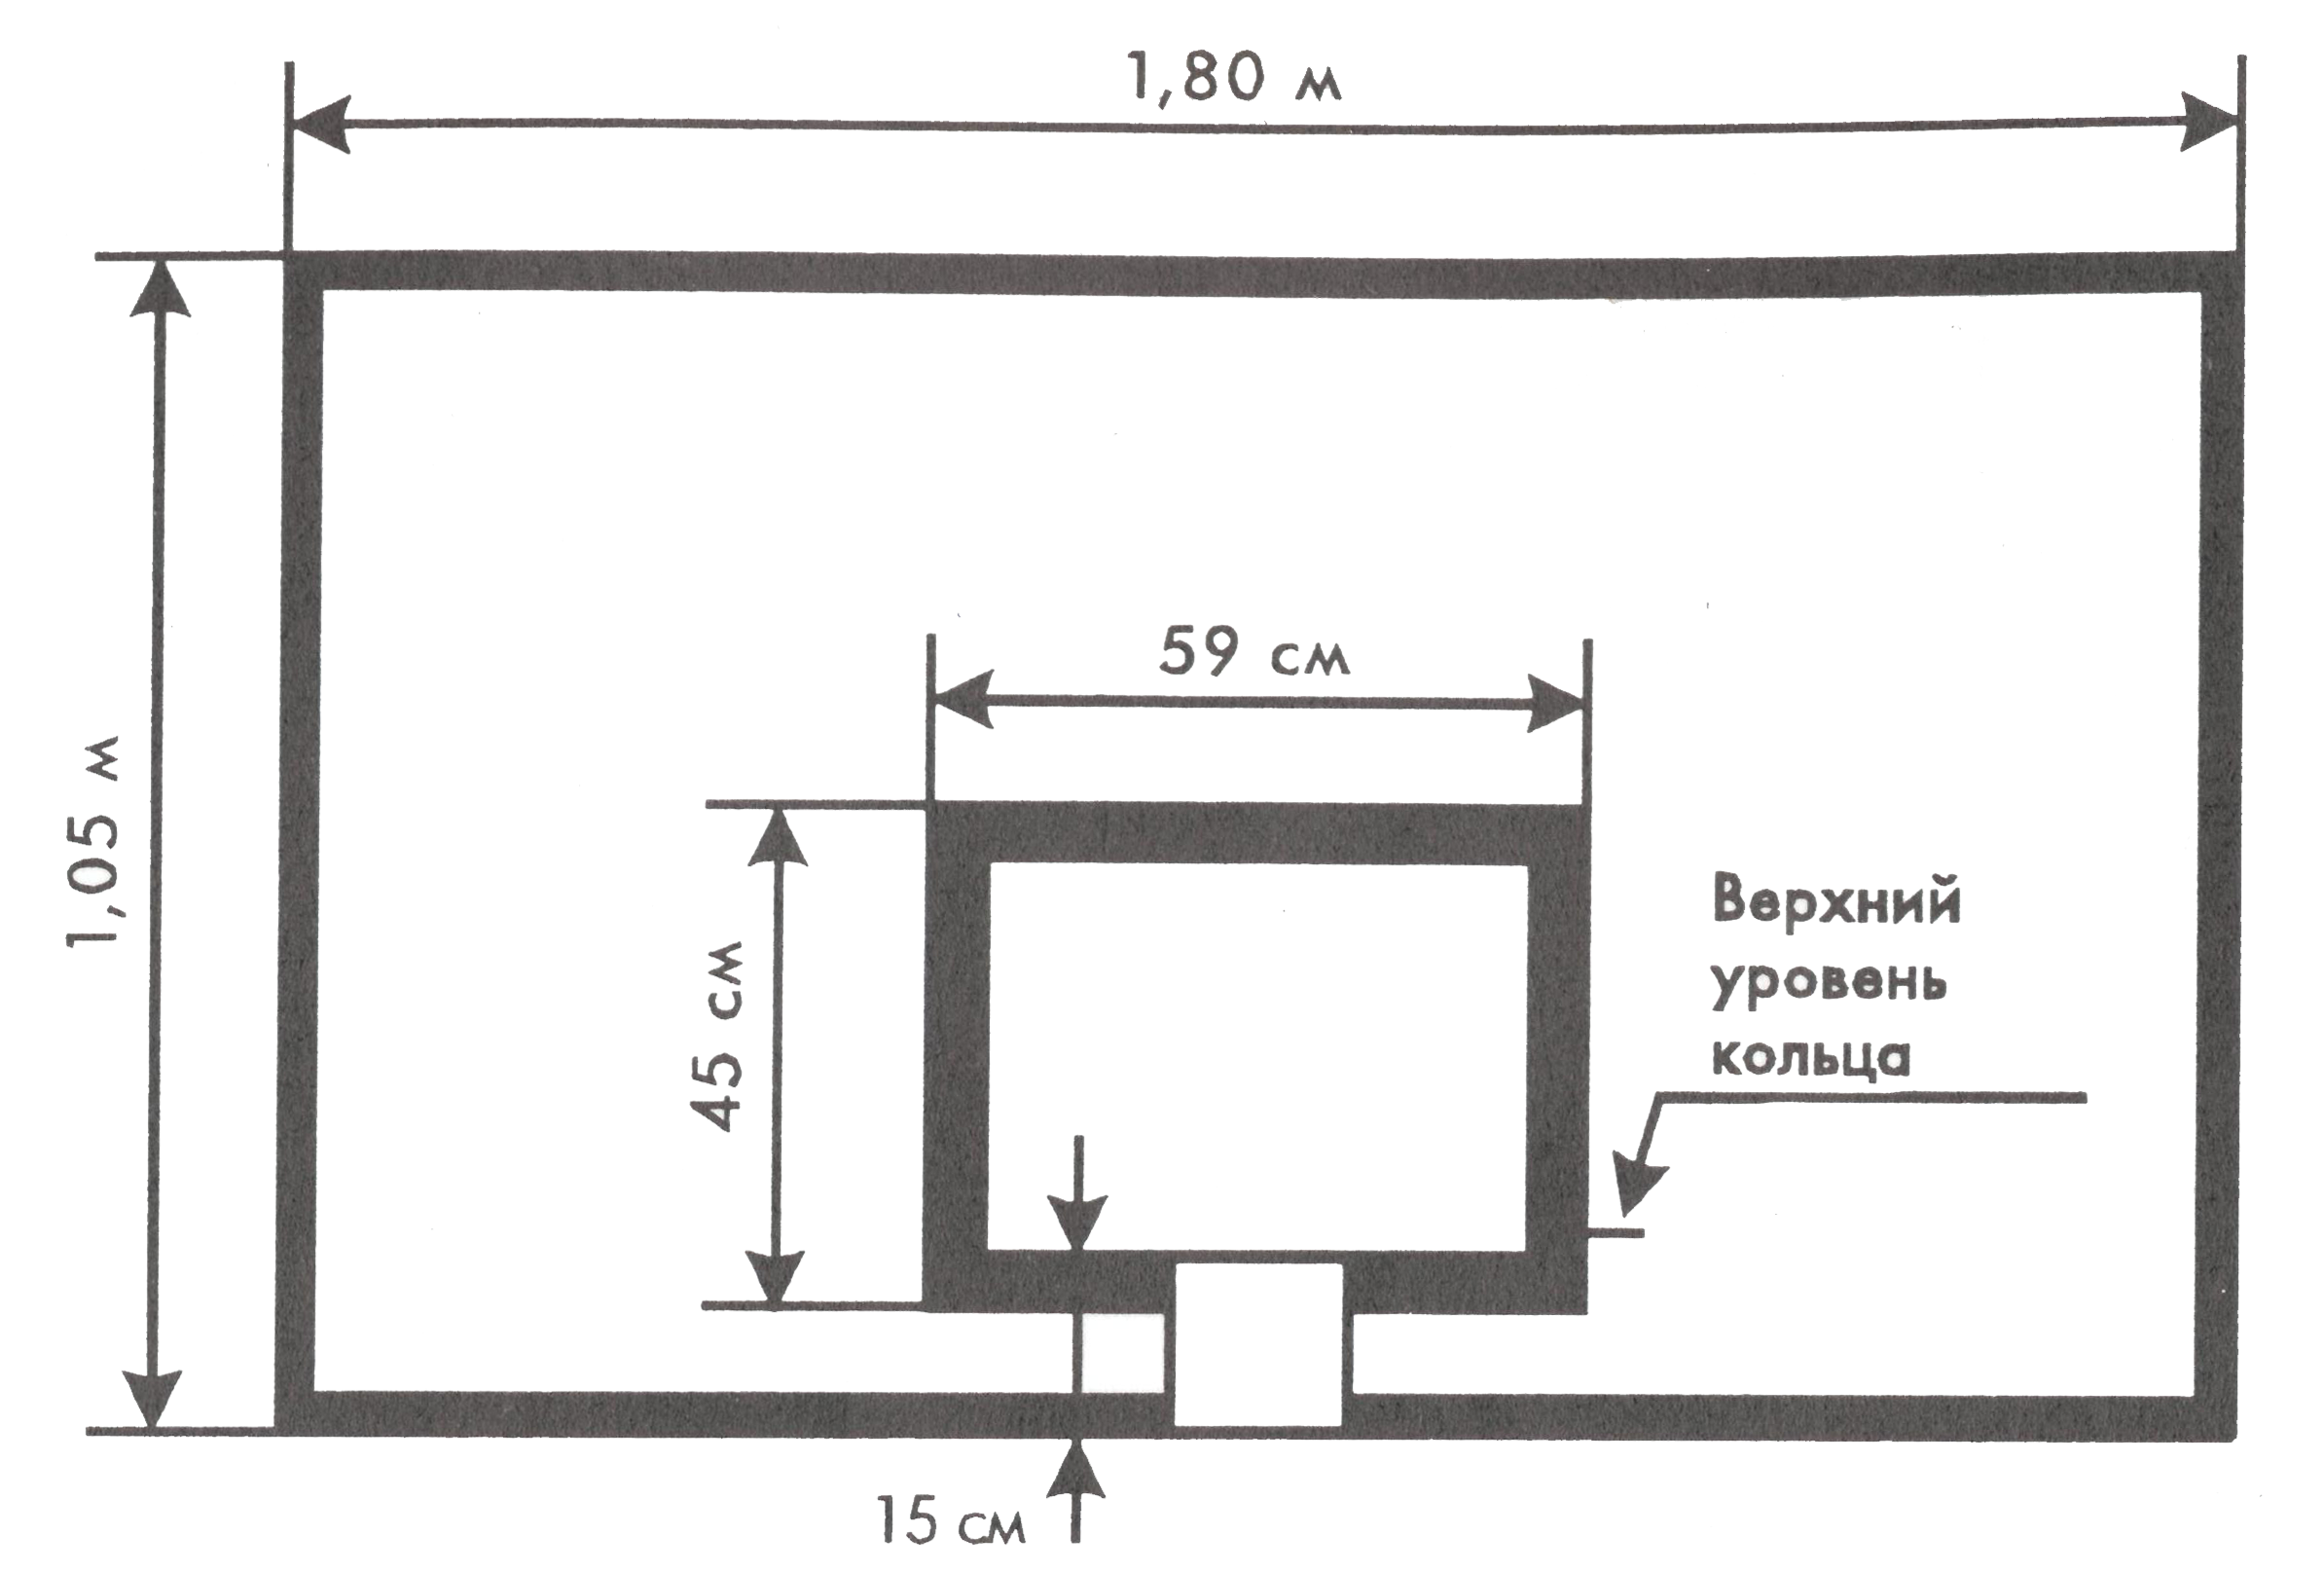 1,80 м
59 см
1,05 м
45 см
Верхний
уровень
кольца
15 см